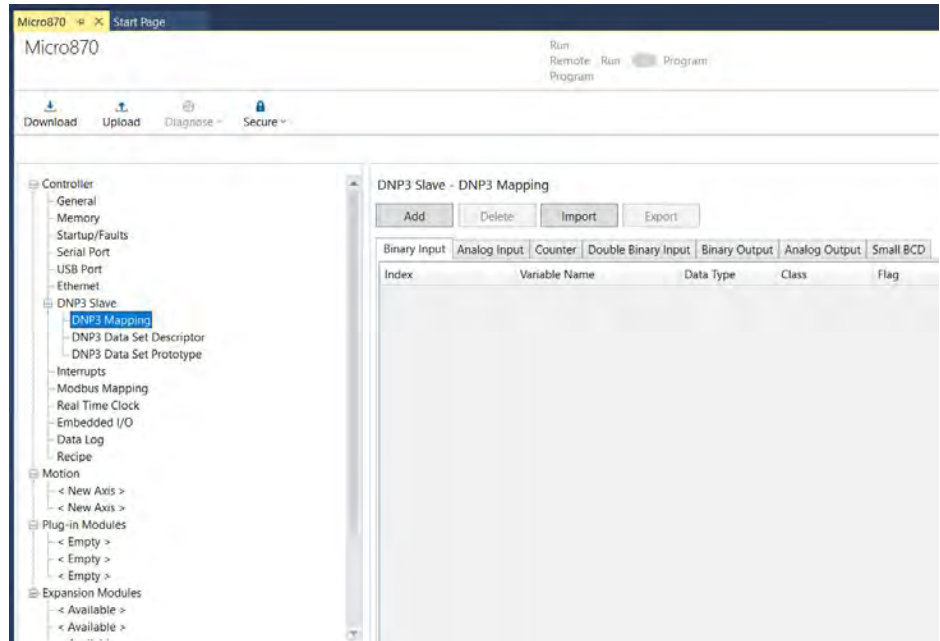 Micro870
Start Page
Micro870
Run
Remote Run Program
Program
Download Upload Diagnose Secure
Controller
General
Memory
Startup/Faults
Serial Port
USB Port
Ethernet
DNP3 Slave
DNP3 Mapping
DNP3 Data Set Descriptor
DNP3 Data Set Prototype
Interrupts
Modbus Mapping
Real Time Clock
Embedded I/O
Data Log
Recipe
Motion
< New Axis >
< New Axis >
Plug-in Modules
< Empty >
< Empty >
< Empty >
Expansion Modules
< Available >
< Available >
DNP3 Slave - DNP3 Mapping
Add Delete Import Export
Binary Input Analog Input Counter Double Binary Input Binary Output Analog Output Small BCD
Index Variable Name Data Type Class Flag